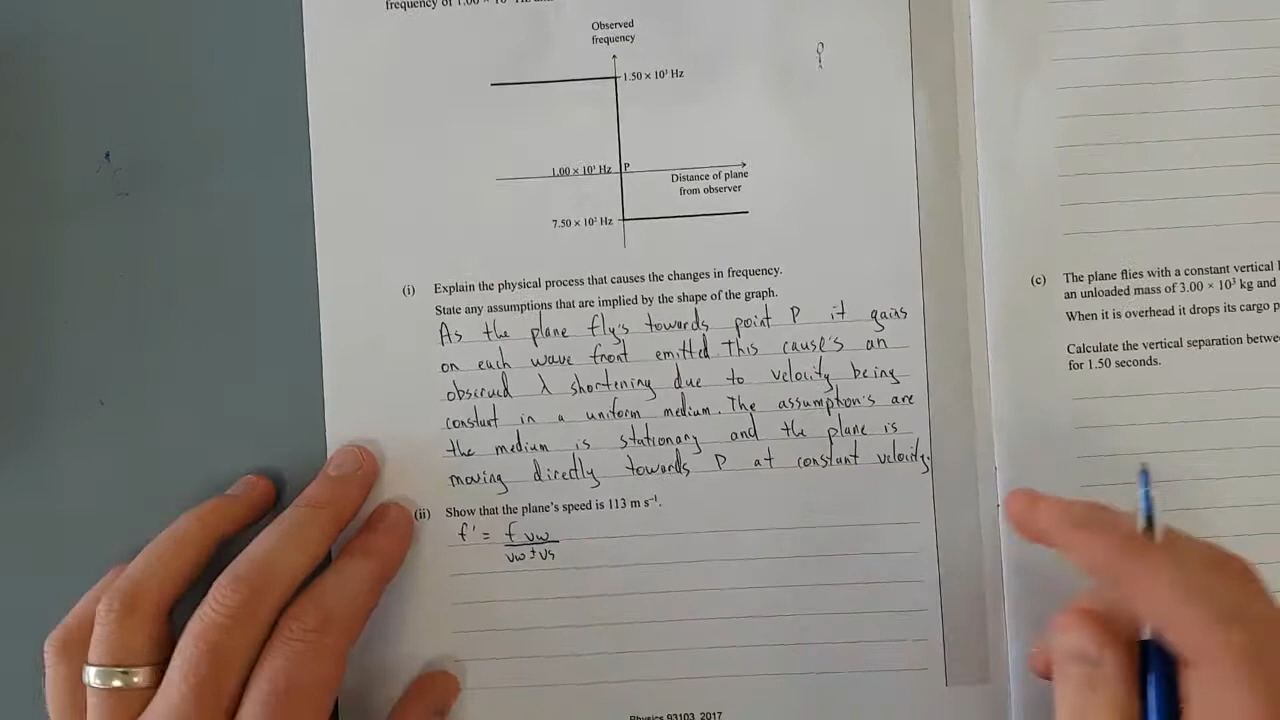 frequency of 1.00 ×
Observed
frequency
1.50 × 10³ Hz
1.00 × 10³ Hz
P
Distance of plane
from observer
7.50 × 10² Hz
(i) Explain the physical process that causes the changes in frequency.
State any assumptions that are implied by the shape of the graph.
As the plane fly's towards point P it gains
on each wave front emitted. This cause's an
observed λ shortening due to velocity being
constant in a uniform medium. The assumption's are
the medium is stationary and the plane is
moving directly towards P at constant velocity.
(ii) Show that the plane's speed is 113 m s⁻¹.
f' = f vw
vw ± vs
Physics 93103, 2017
(c) The plane flies with a constant vertical
an unloaded mass of 3.00 × 10³ kg and
When it is overhead it drops its cargo
Calculate the vertical separation
for 1.50 seconds.